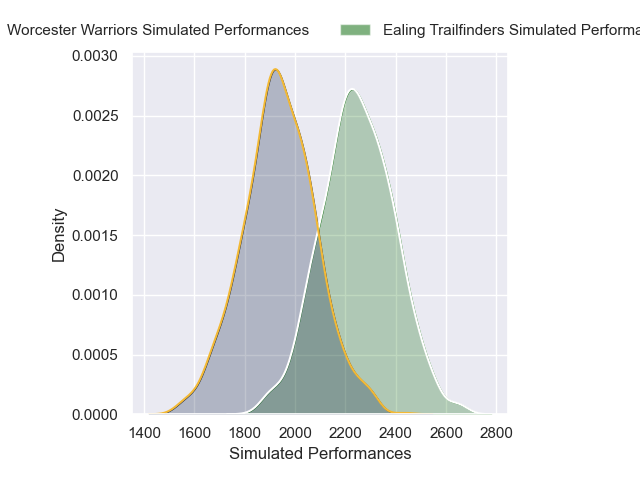 Worcester Warriors Simulated Performances
Ealing Trailfinders Simulated Performa
0.0030
0.0025
0.0020
0.0015
0.0010
0.0005
0.0000
Density
1400 1600 1800 2000 2200 2400 2600 2800
Simulated Performances